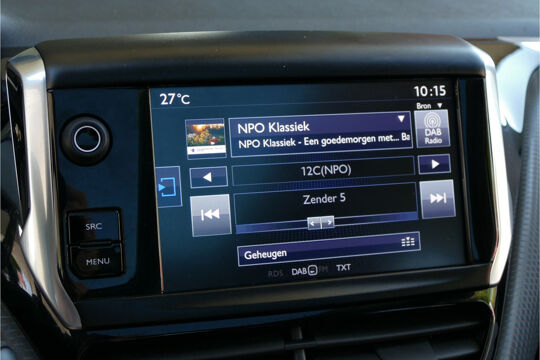 27°C
10:15
Bron ▼
NPO Klassiek
NPO Klassiek - Een goedemorgen met... Ba
DAB
Radio
12C(NPO)
Zender 5
SRC
MENU
Geheugen
RDS DAB FM TXT